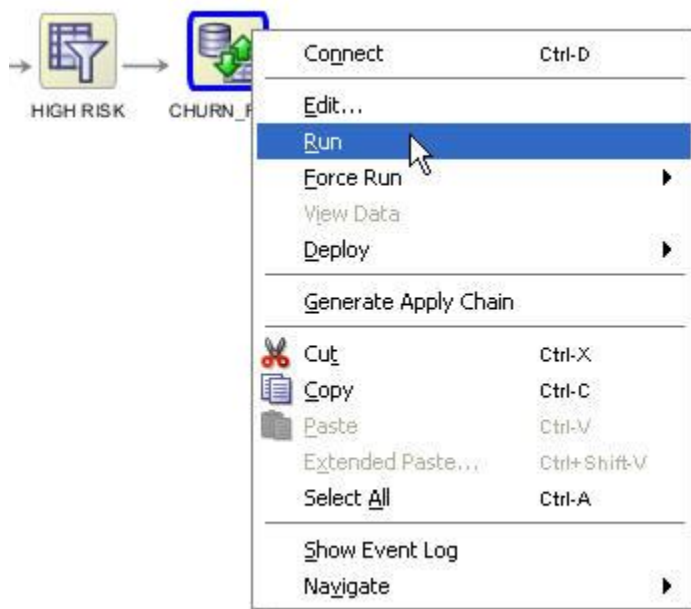 HIGH RISK
CHURN_
Connect Ctrl-D
Edit...
Run
Force Run
View Data
Deploy
Generate Apply Chain
Cut Ctrl-X
Copy Ctrl-C
Paste Ctrl-V
Extended Paste... Ctrl+Shift-V
Select All Ctrl-A
Show Event Log
Navigate